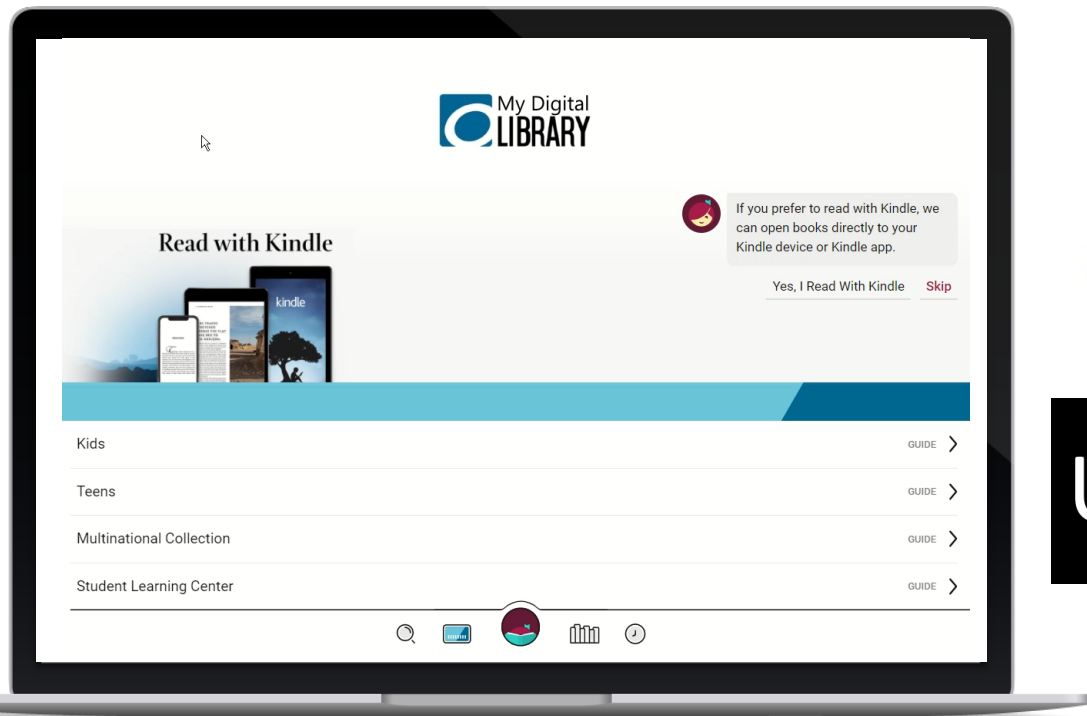 My Digital
LIBRARY
If you prefer to read with Kindle, we
can open books directly to your
Kindle device or Kindle app.
Read with Kindle
Yes, I Read With Kindle Skip
kindle
Kids GUIDE
Teens GUIDE
Multinational Collection GUIDE
Student Learning Center GUIDE